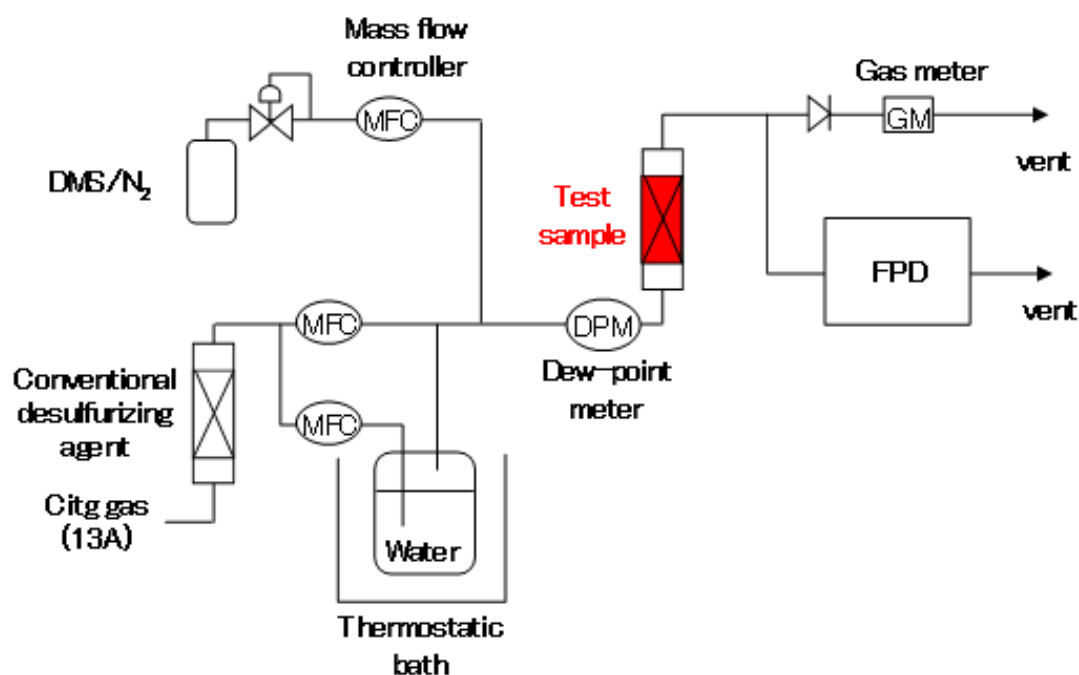 Mass flow
controller
MFC
DMS/N₂
Gas meter
GM
vent
Test
sample
FPD
vent
MFC
DPM
Dew-point
meter
Conventional
desulfurizing
agent
MFC
Citg gas
(13A)
Water
Thermostatic
bath